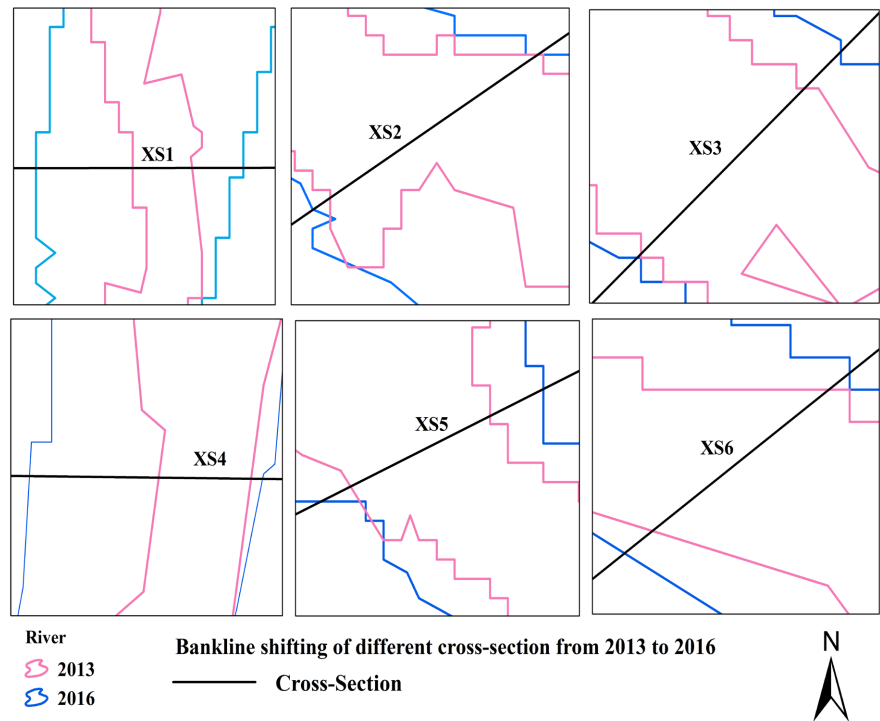 XS1
XS2
XS3
XS4
XS5
XS6
River
2013
2016
Bankline shifting of different cross-section from 2013 to 2016
Cross-Section
N